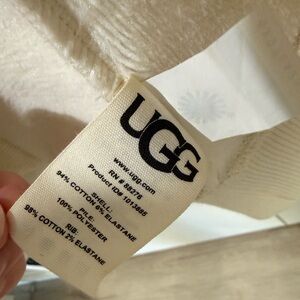 UGG
www.ugg.com
RN # 88276
Product ID# 1013885
SHELL:
94% COTTON 6% ELASTANE
PILE:
100% POLYESTER
RIB:
98% COTTON 2% ELASTANE